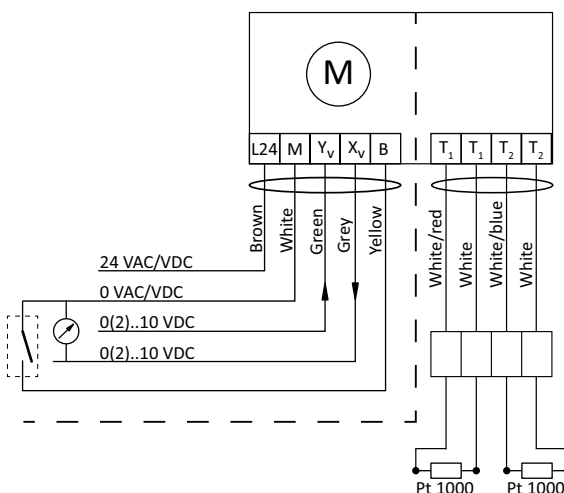 M
L24 M Yv Xv B T1 T1 T2 T2
Brown
White
Green
Grey
Yellow
White/red
White
White/blue
White
24 VAC/VDC
0 VAC/VDC
0(2)..10 VDC
0(2)..10 VDC
Pt 1000 Pt 1000